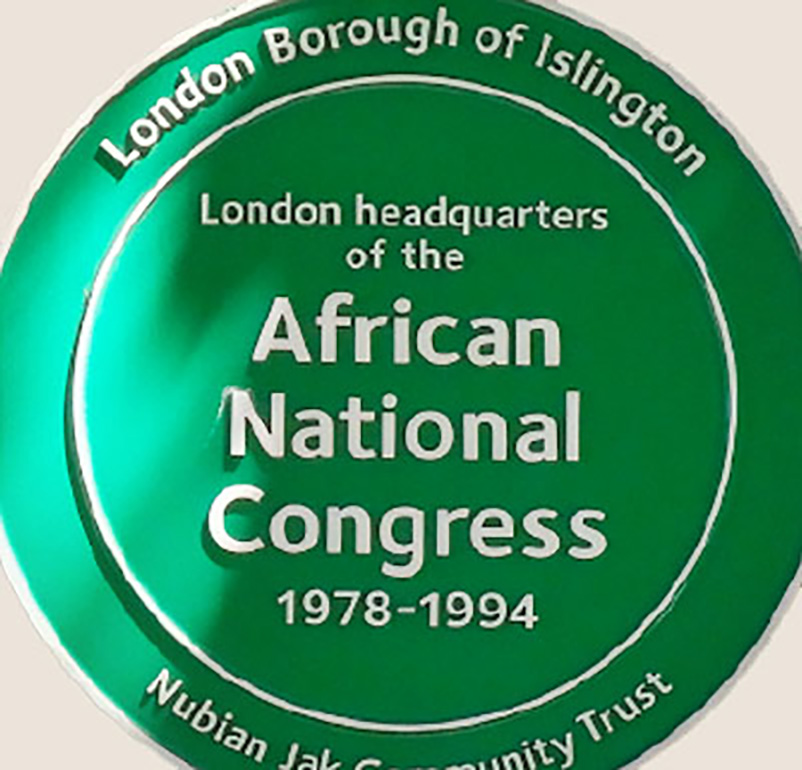 London Borough of Islington
London headquarters
of the
African
National
Congress
1978-1994
Nubian Jak Community Trust